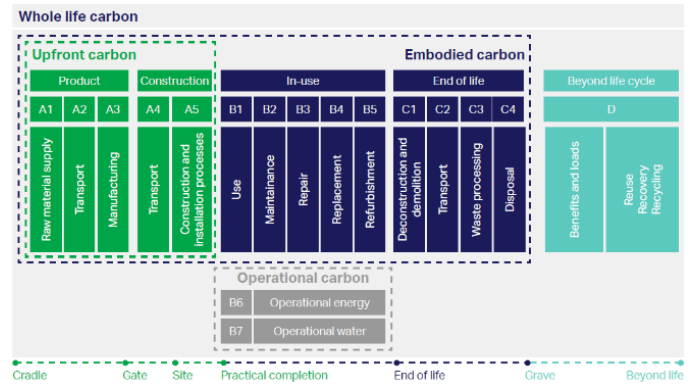 Whole life carbon
Upfront carbon
Embodied carbon
Product
Construction
In-use
End of life
Beyond life cycle
A1 A2 A3 A4 A5 B1 B2 B3 B4 B5 C1 C2 C3 C4 D
Raw material supply
Transport
Manufacturing
Transport
Construction and
installation processes
Use
Maintainance
Repair
Replacement
Refurbishment
Deconstruction and
demolition
Transport
Waste processing
Disposal
Benefits and loads
Reuse
Recovery
Recycling
Operational carbon
B6 Operational energy
B7 Operational water
Cradle Gate Site Practical completion End of life Grave Beyond life